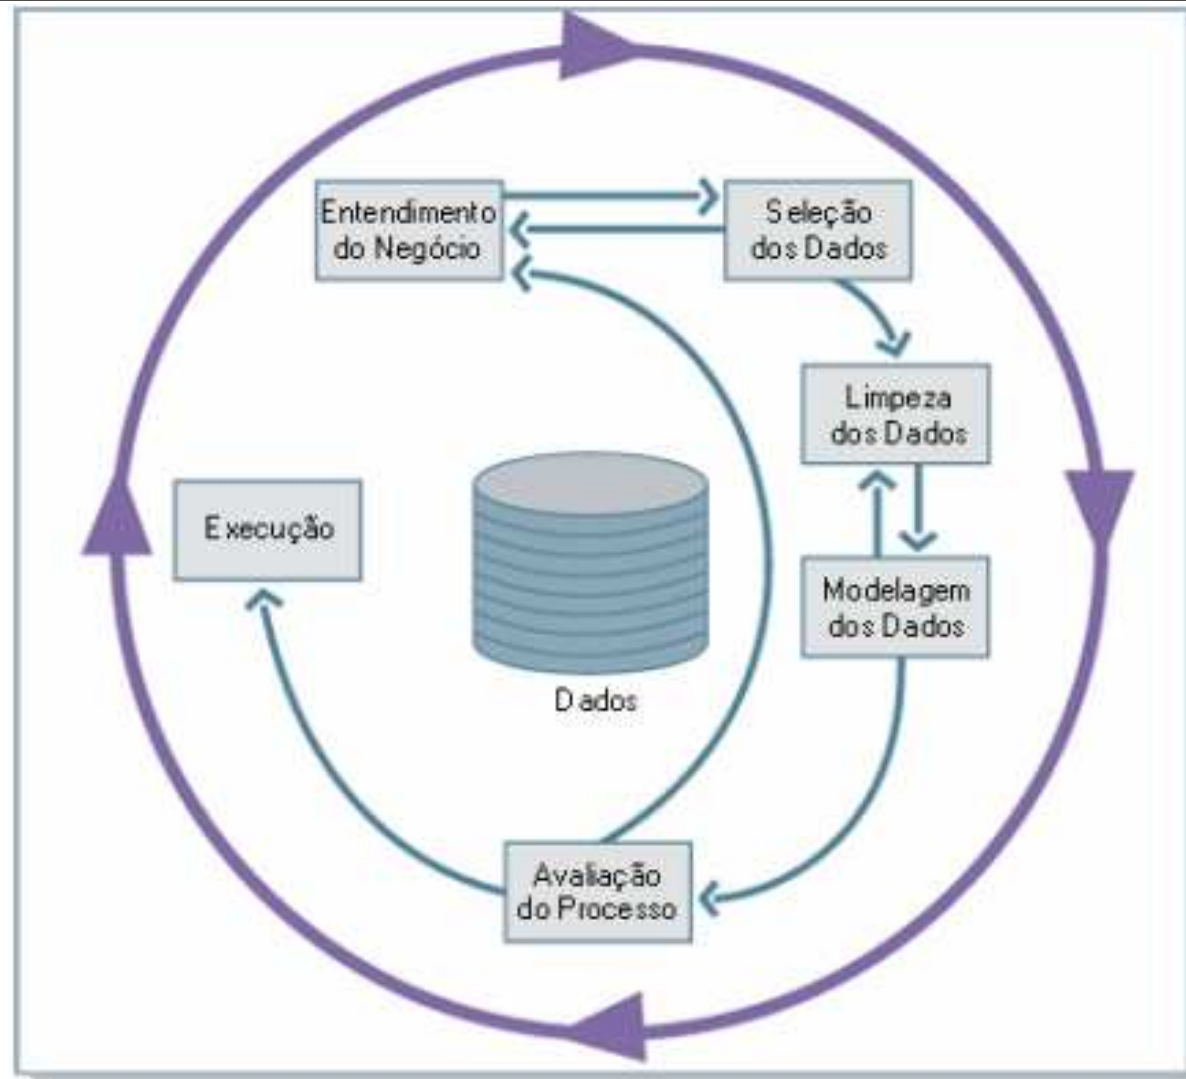 Entendimento
do Negócio
Seleção
dos Dados
Limpeza
dos Dados
Execução
Modelagem
dos Dados
Dados
Avaliação
do Processo